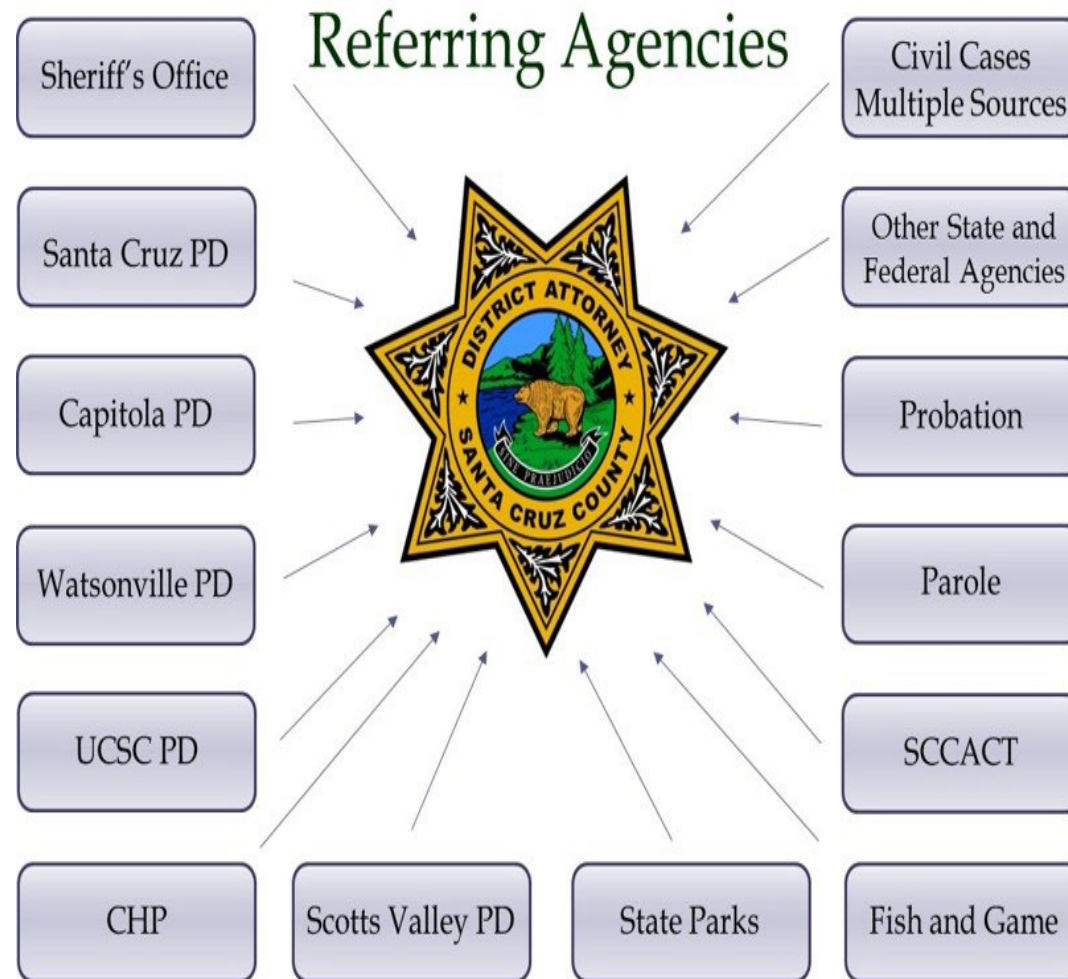 Referring Agencies
Sheriff's Office
Civil Cases
Multiple Sources
Santa Cruz PD
Other State and
Federal Agencies
Capitola PD
Probation
Watsonville PD
Parole
UCSC PD
SCCACT
CHP
Scotts Valley PD
State Parks
Fish and Game
DISTRICT ATTORNEY
SANTA CRUZ COUNTY
SINE PRAEJUDICIO